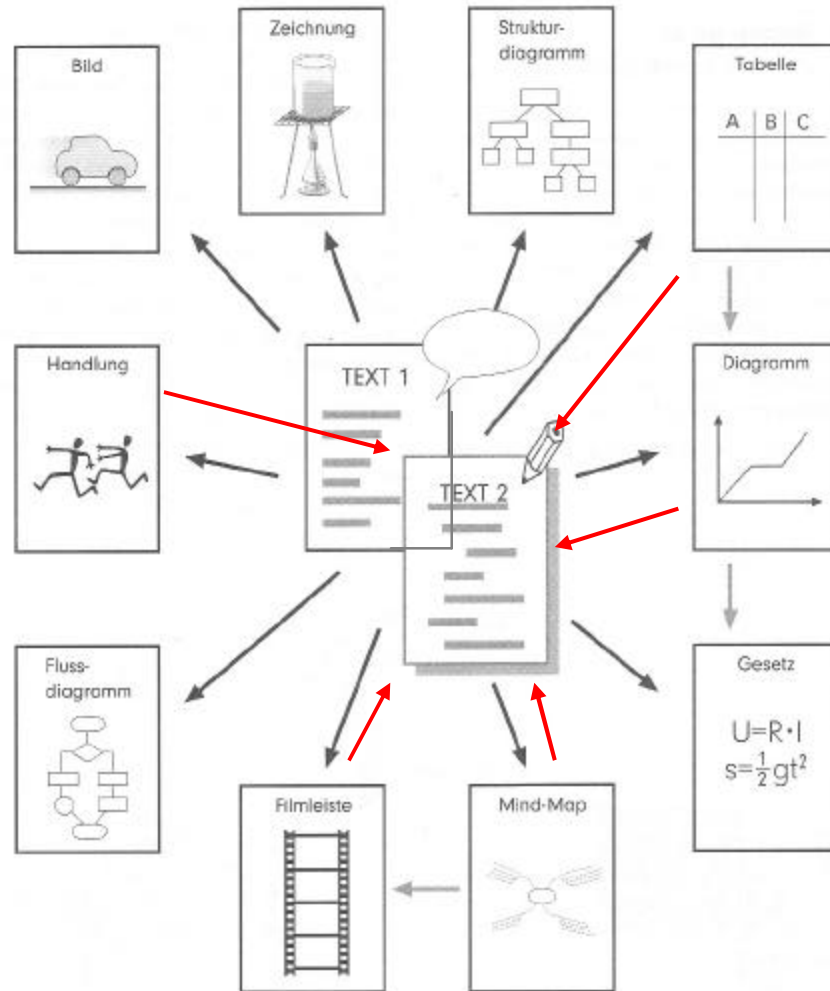 Bild
Zeichnung
Struktur-
diagramm
Tabelle
A B C
Handlung
TEXT 1
TEXT 2
Diagramm
Fluss-
diagramm
Filmleiste
Mind-Map
Gesetz
U=R·I
s=½gt²